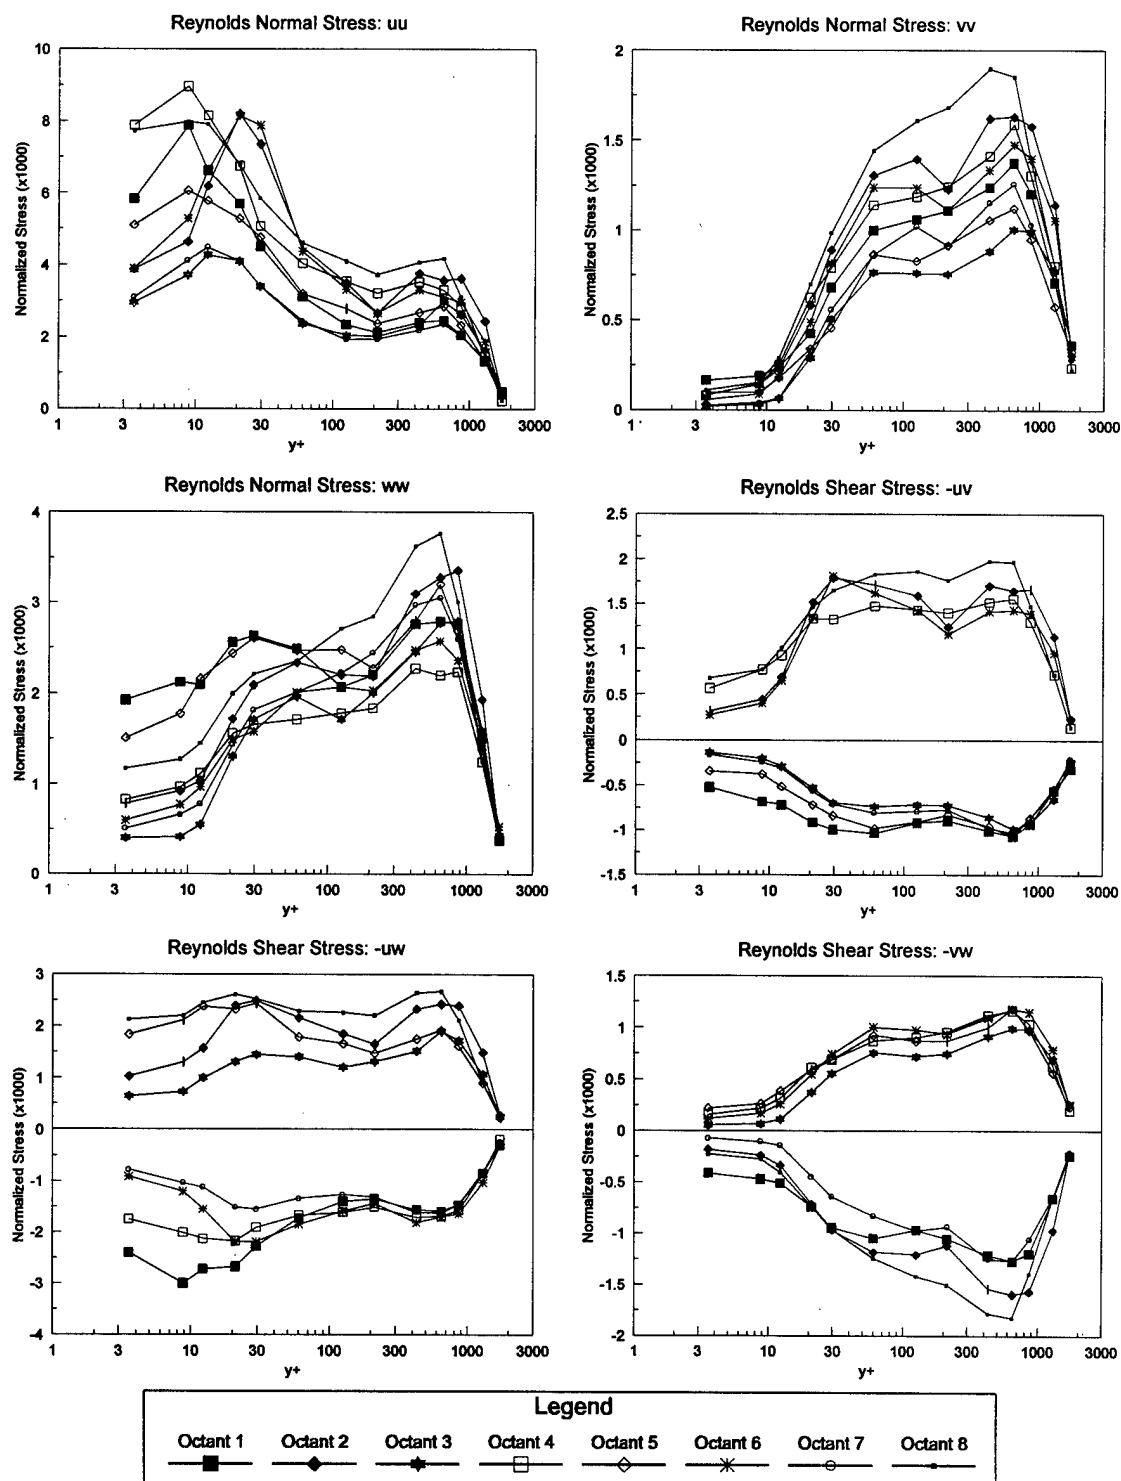 Reynolds Normal Stress: uu
10
8
6
4
2
0
Normalized Stress (x1000)
1 3 10 30 100 300 1000 3000
y+
Reynolds Normal Stress: vv
2
1.5
1
0.5
0
Normalized Stress (x1000)
1 3 10 30 100 300 1000 3000
y+
Reynolds Normal Stress: ww
4
3
2
1
0
Normalized Stress (x1000)
1 3 10 30 100 300 1000 3000
y+
Reynolds Shear Stress: -uv
2.5
2
1.5
1
0.5
0
-0.5
-1
-1.5
Normalized Stress (x1000)
1 3 10 30 100 300 1000 3000
y+
Reynolds Shear Stress: -uw
3
2
1
0
-1
-2
-3
-4
Normalized Stress (x1000)
1 3 10 30 100 300 1000 3000
y+
Reynolds Shear Stress: -vw
1.5
1
0.5
0
-0.5
-1
-1.5
-2
Normalized Stress (x1000)
1 3 10 30 100 300 1000 3000
y+
Legend
Octant 1 Octant 2 Octant 3 Octant 4 Octant 5 Octant 6 Octant 7 Octant 8